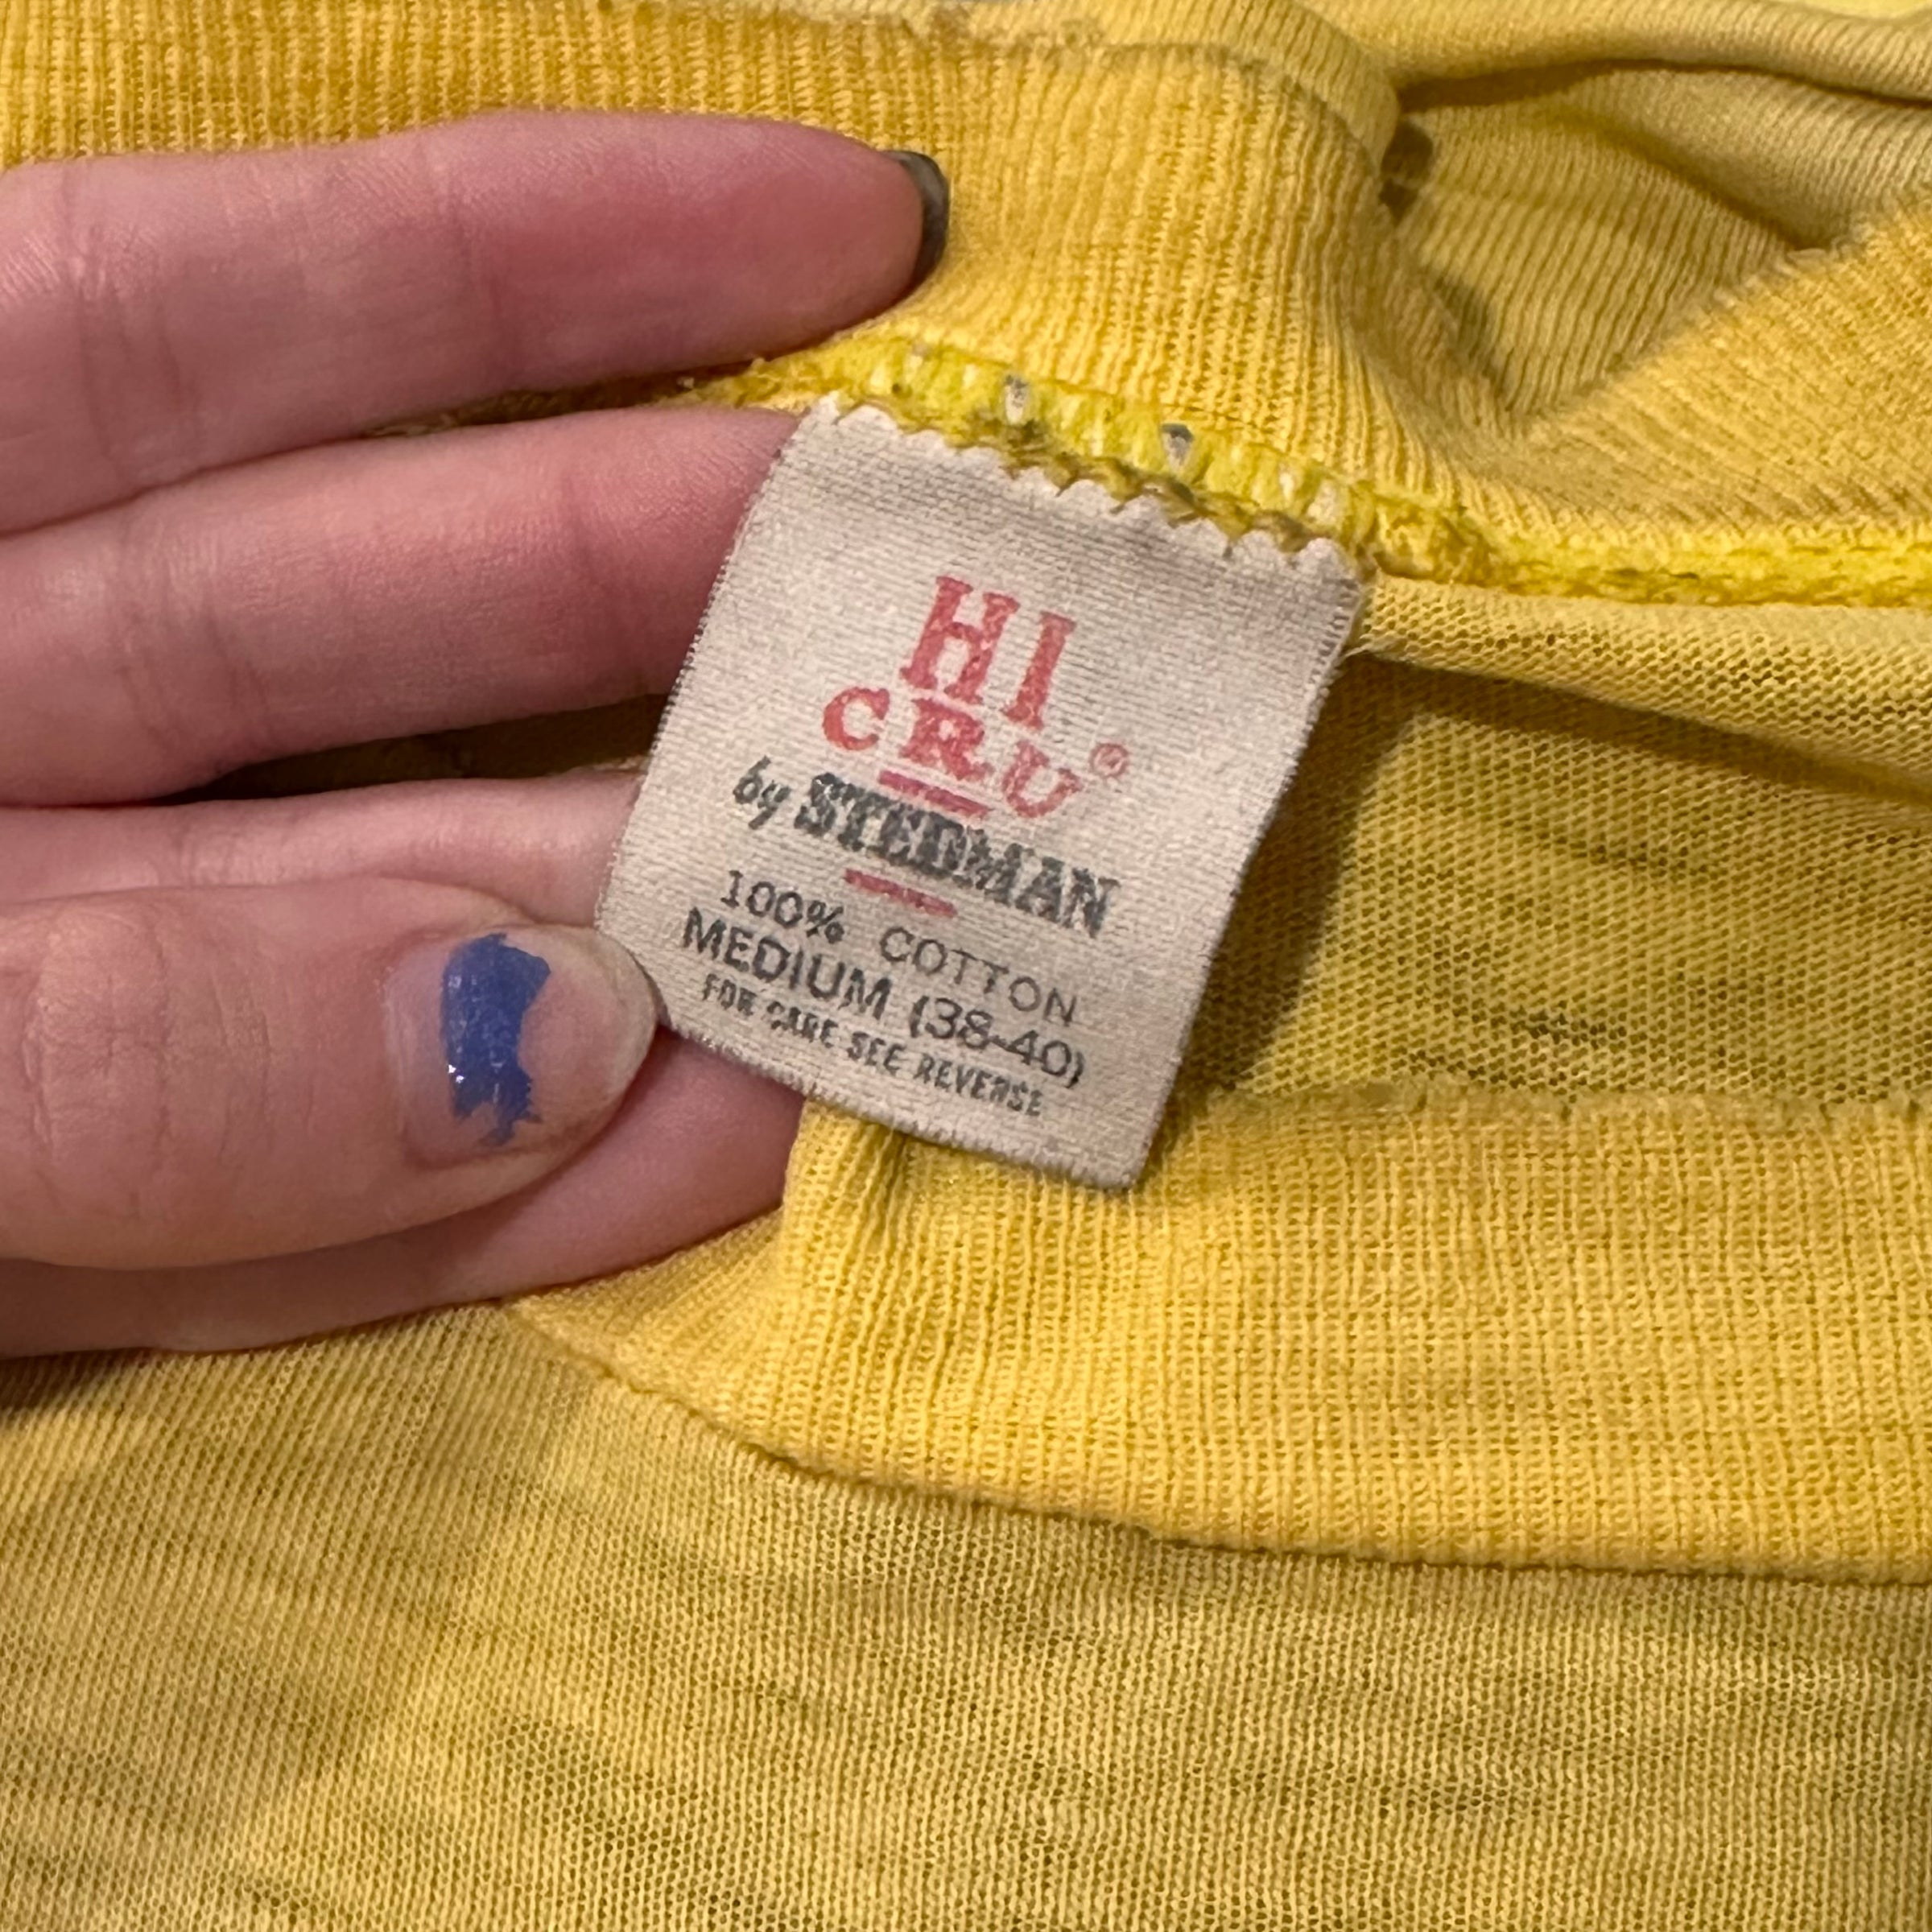 HI
CRU®
by STEDMAN
100% COTTON
MEDIUM (38-40)
FOR CARE SEE REVERSE